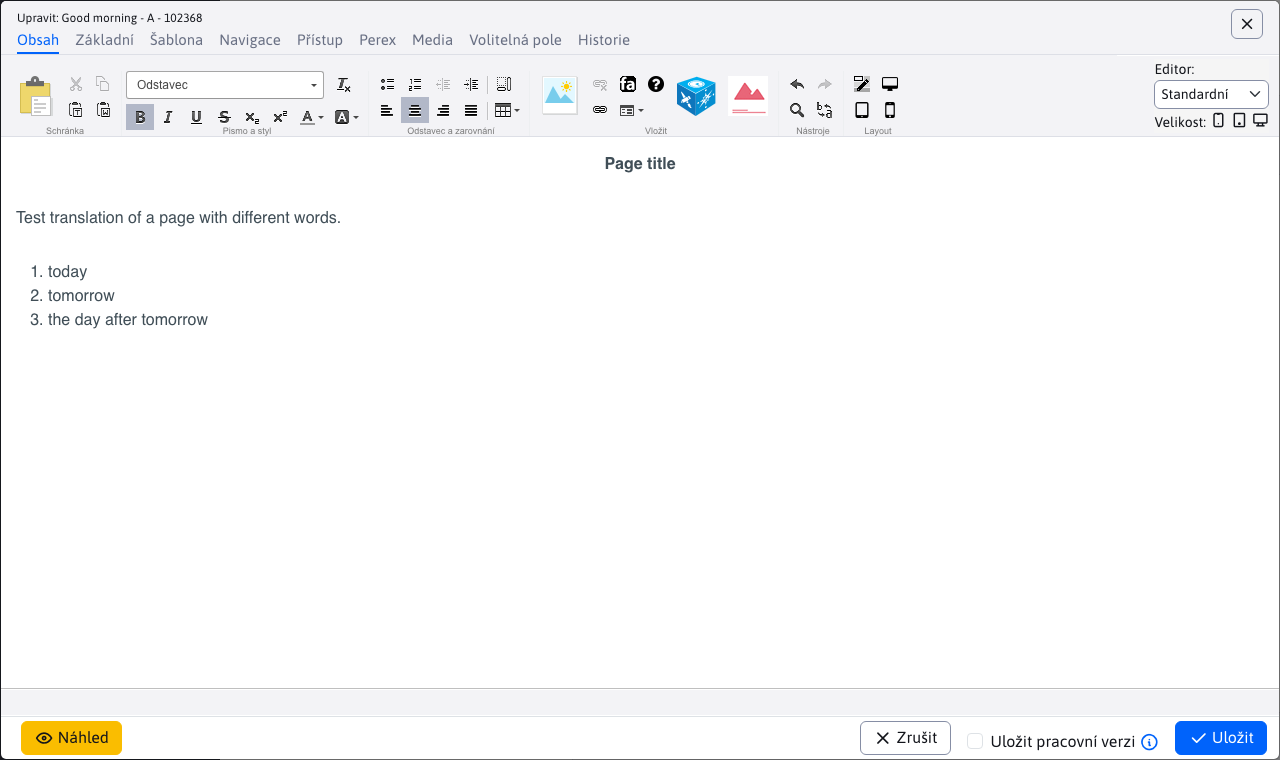 Upravit: Good morning - A - 102368
Obsah Základní Šablona Navigace Přístup Perex Media Volitelná pole Historie
Editor:
Odstavec
Standardní
Velikost:
Schránka Písmo a styl Odstavec a zarovnání Vložit Nástroje Layout
Page title
Test translation of a page with different words.
1. today
2. tomorrow
3. the day after tomorrow
Náhled Zrušit Uložit pracovní verzi Uložit